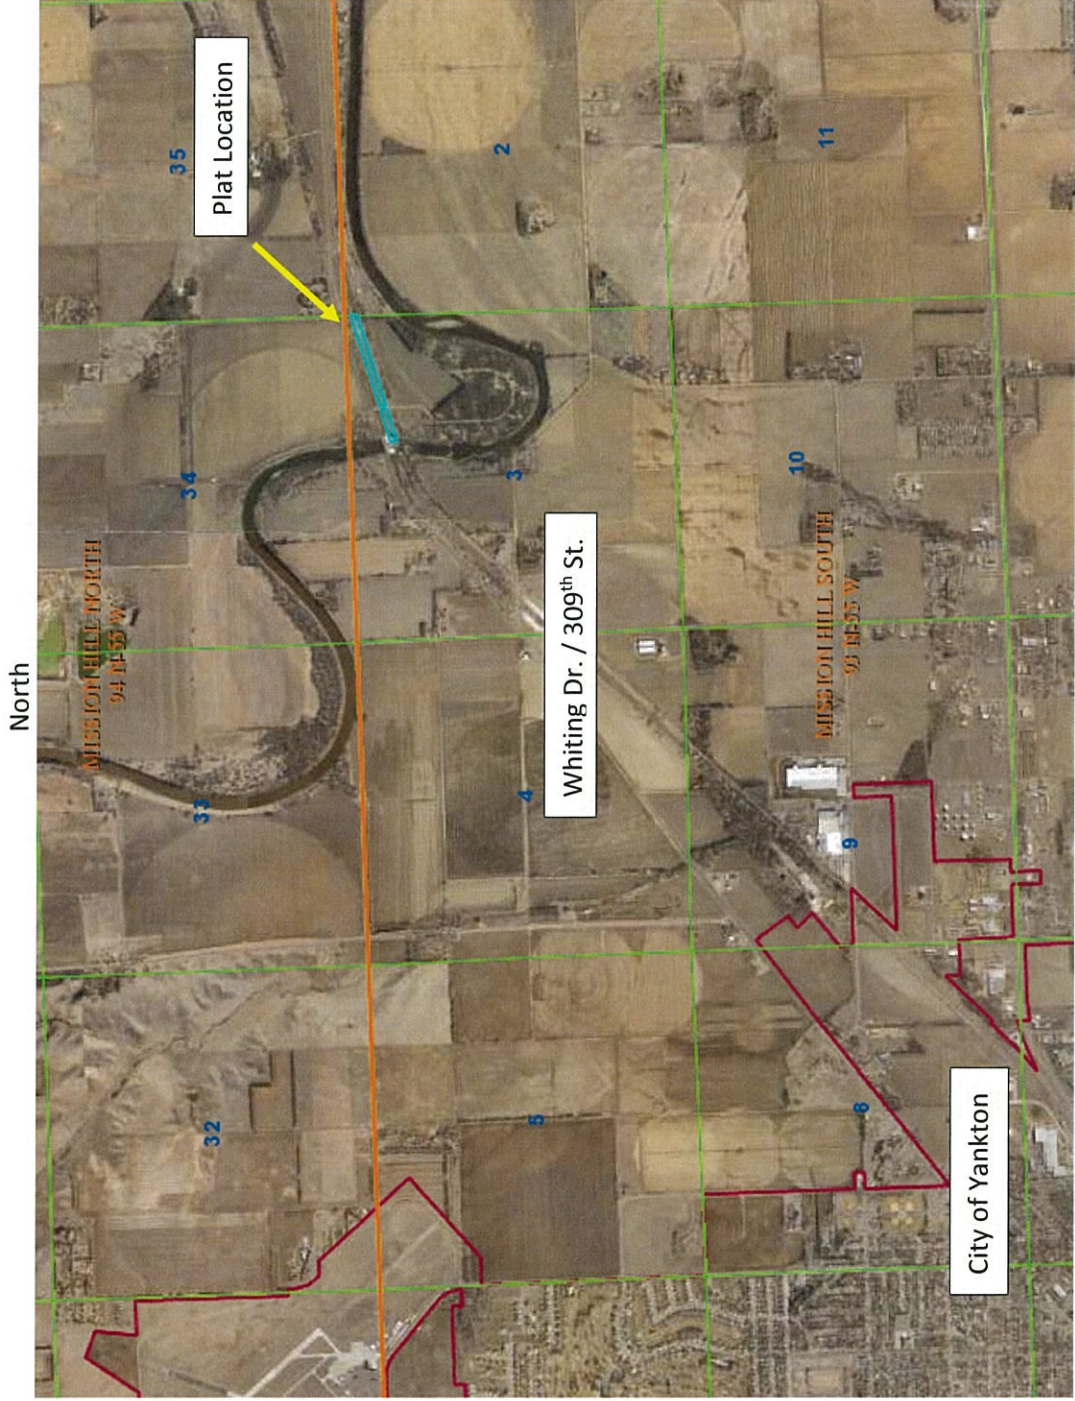 North
MISSION HILL NORTH
94 N-55 W
35
34
33
32
Plat Location
2
3
4
5
Whiting Dr. / 309th St.
11
10
9
8
MISSION HILL SOUTH
93 N-55 W
City of Yankton